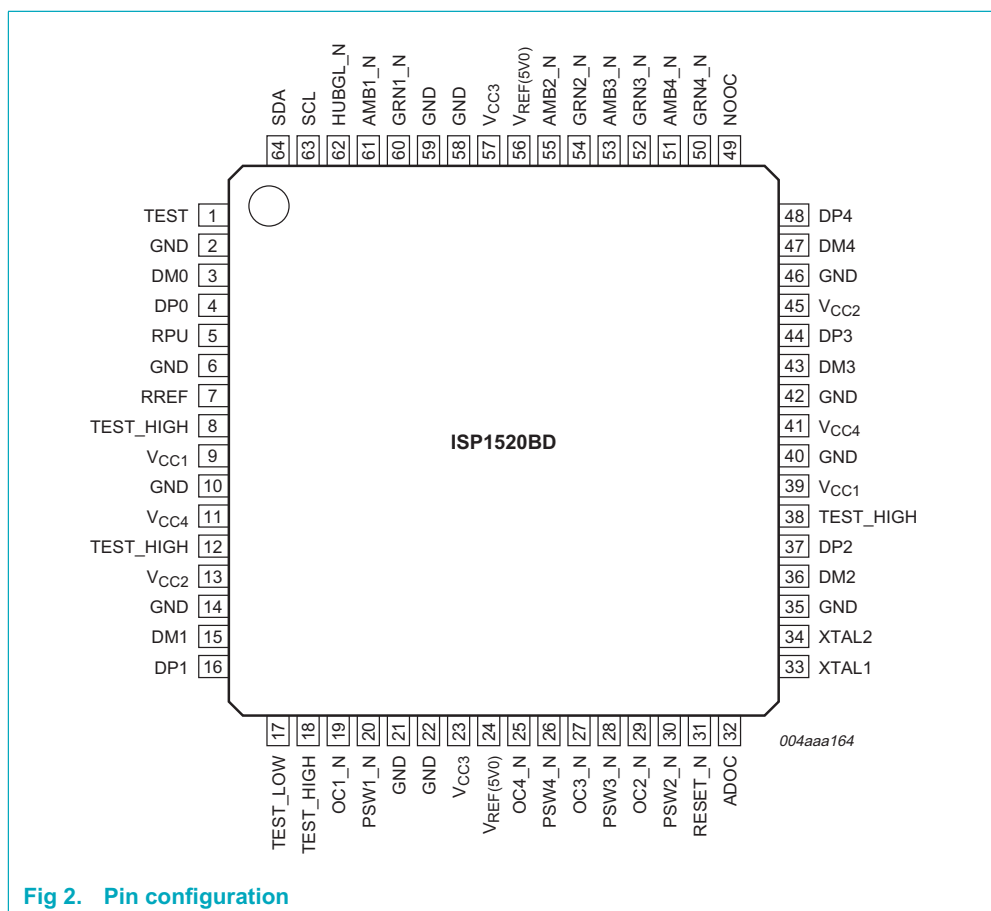 SDA
SCL
HUBGL_N
AMB1_N
GRN1_N
GND
GND
VCC3
VREF(5V0)
AMB2_N
GRN2_N
AMB3_N
GRN3_N
AMB4_N
GRN4_N
NOOC
64
63
62
61
60
59
58
57
56
55
54
53
52
51
50
49
TEST 1
GND 2
DM0 3
DP0 4
RPU 5
GND 6
RREF 7
TEST_HIGH 8
VCC1 9
GND 10
VCC4 11
TEST_HIGH 12
VCC2 13
GND 14
DM1 15
DP1 16
ISP1520BD
48 DP4
47 DM4
46 GND
45 VCC2
44 DP3
43 DM3
42 GND
41 VCC4
40 GND
39 VCC1
38 TEST_HIGH
37 DP2
36 DM2
35 GND
34 XTAL2
33 XTAL1
17
18
19
20
21
22
23
24
25
26
27
28
29
30
31
32
TEST_LOW
TEST_HIGH
OC1_N
PSW1_N
GND
GND
VCC3
VREF(5V0)
OC4_N
PSW4_N
OC3_N
PSW3_N
OC2_N
PSW2_N
RESET_N
ADOC
004aaa164
Fig 2. Pin configuration